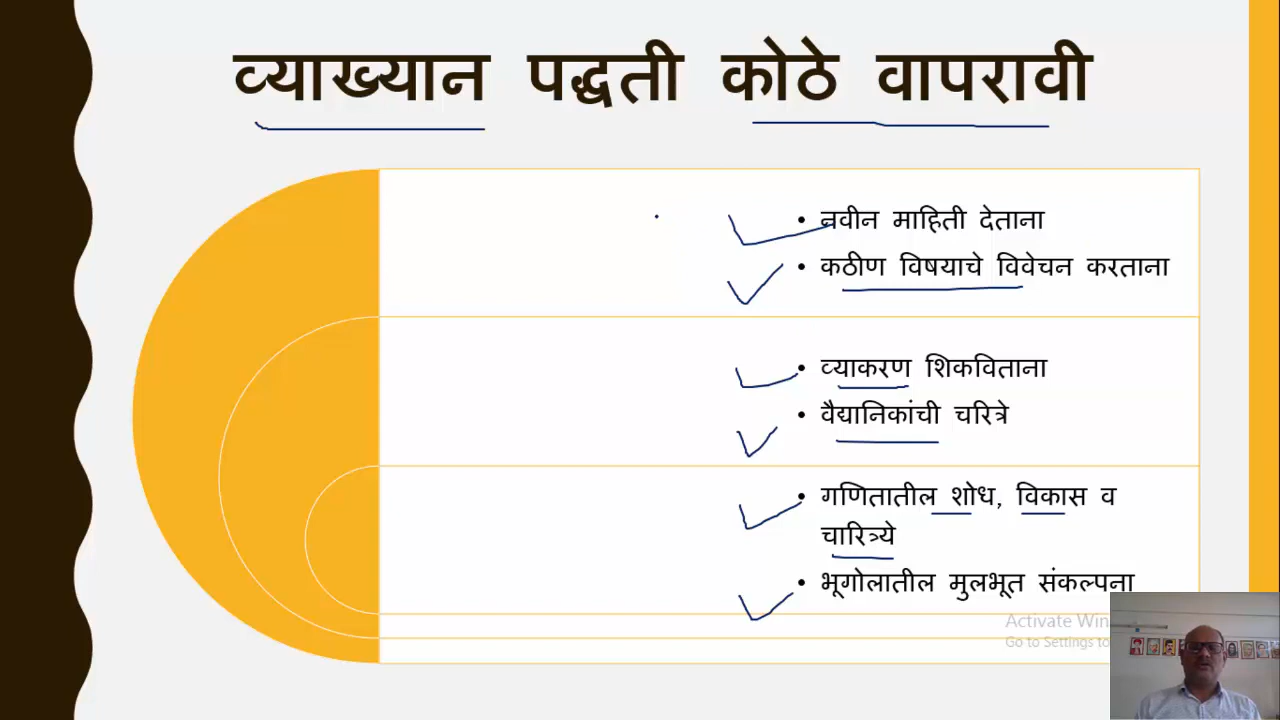 व्याख्यान पद्धती कोठे वापरावी
• नवीन माहिती देताना
• कठीण विषयाचे विवेचन करताना
• व्याकरण शिकविताना
• वैद्यानिकांची चरित्रे
• गणितातील शोध, विकास व
चारित्र्ये
• भूगोलातील मुलभूत संकल्पना
Activate Win
Go to Settings to